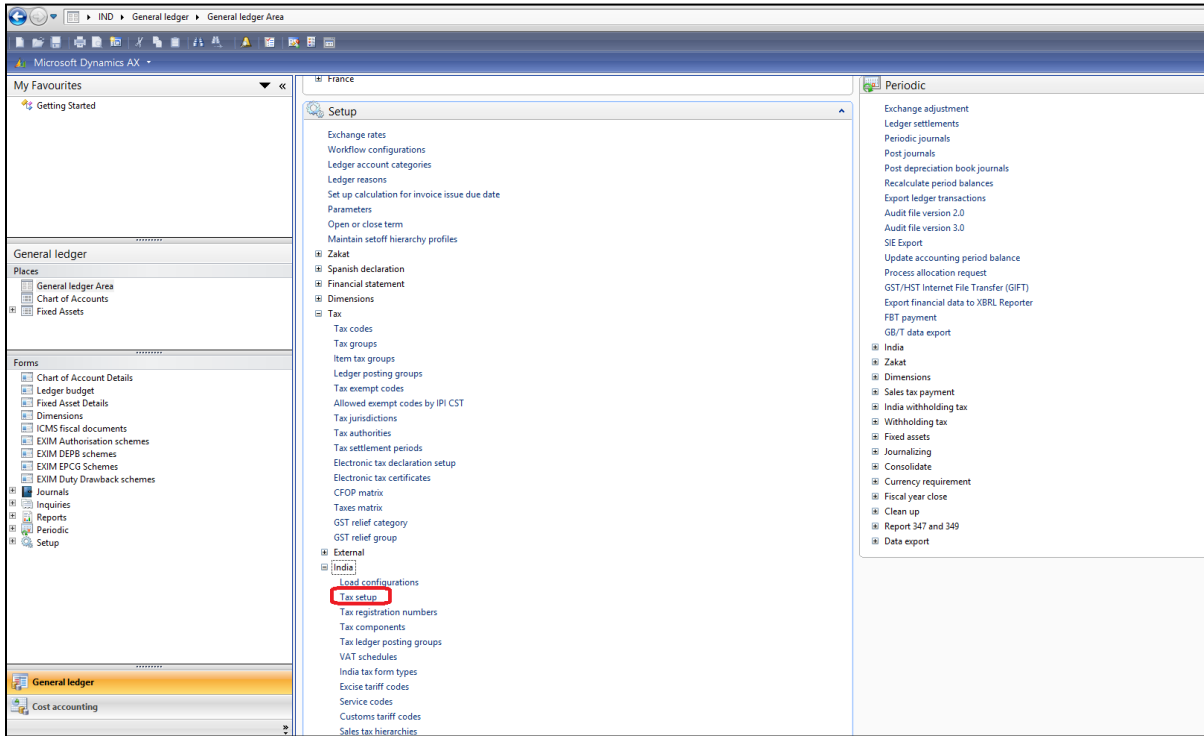 IND General ledger General ledger Area
Microsoft Dynamics AX
My Favourites
Getting Started
General ledger
Places
General ledger Area
Chart of Accounts
Fixed Assets
Forms
Chart of Account Details
Ledger budget
Fixed Asset Details
Dimensions
ICMS fiscal documents
EXIM Authorisation schemes
EXIM DEPB schemes
EXIM EPCG Schemes
EXIM Duty Drawback schemes
Journals
Inquiries
Reports
Periodic
Setup
General ledger
Cost accounting
France
Setup
Exchange rates
Workflow configurations
Ledger account categories
Ledger reasons
Set up calculation for invoice issue due date
Parameters
Open or close term
Maintain setoff hierarchy profiles
Zakat
Spanish declaration
Financial statement
Dimensions
Tax
Tax codes
Tax groups
Item tax groups
Ledger posting groups
Tax exempt codes
Allowed exempt codes by IPI CST
Tax jurisdictions
Tax authorities
Tax settlement periods
Electronic tax declaration setup
Electronic tax certificates
CFOP matrix
Taxes matrix
GST relief category
GST relief group
External
India
Load configurations
Tax setup
Tax registration numbers
Tax components
Tax ledger posting groups
VAT schedules
India tax form types
Excise tariff codes
Service codes
Customs tariff codes
Sales tax hierarchies
Periodic
Exchange adjustment
Ledger settlements
Periodic journals
Post journals
Post depreciation book journals
Recalculate period balances
Export ledger transactions
Audit file version 2.0
Audit file version 3.0
SIE Export
Update accounting period balance
Process allocation request
GST/HST Internet File Transfer (GIFT)
Export financial data to XBRL Reporter
FBT payment
GB/T data export
India
Zakat
Dimensions
Sales tax payment
India withholding tax
Withholding tax
Fixed assets
Journalizing
Consolidate
Currency requirement
Fiscal year close
Clean up
Report 347 and 349
Data export